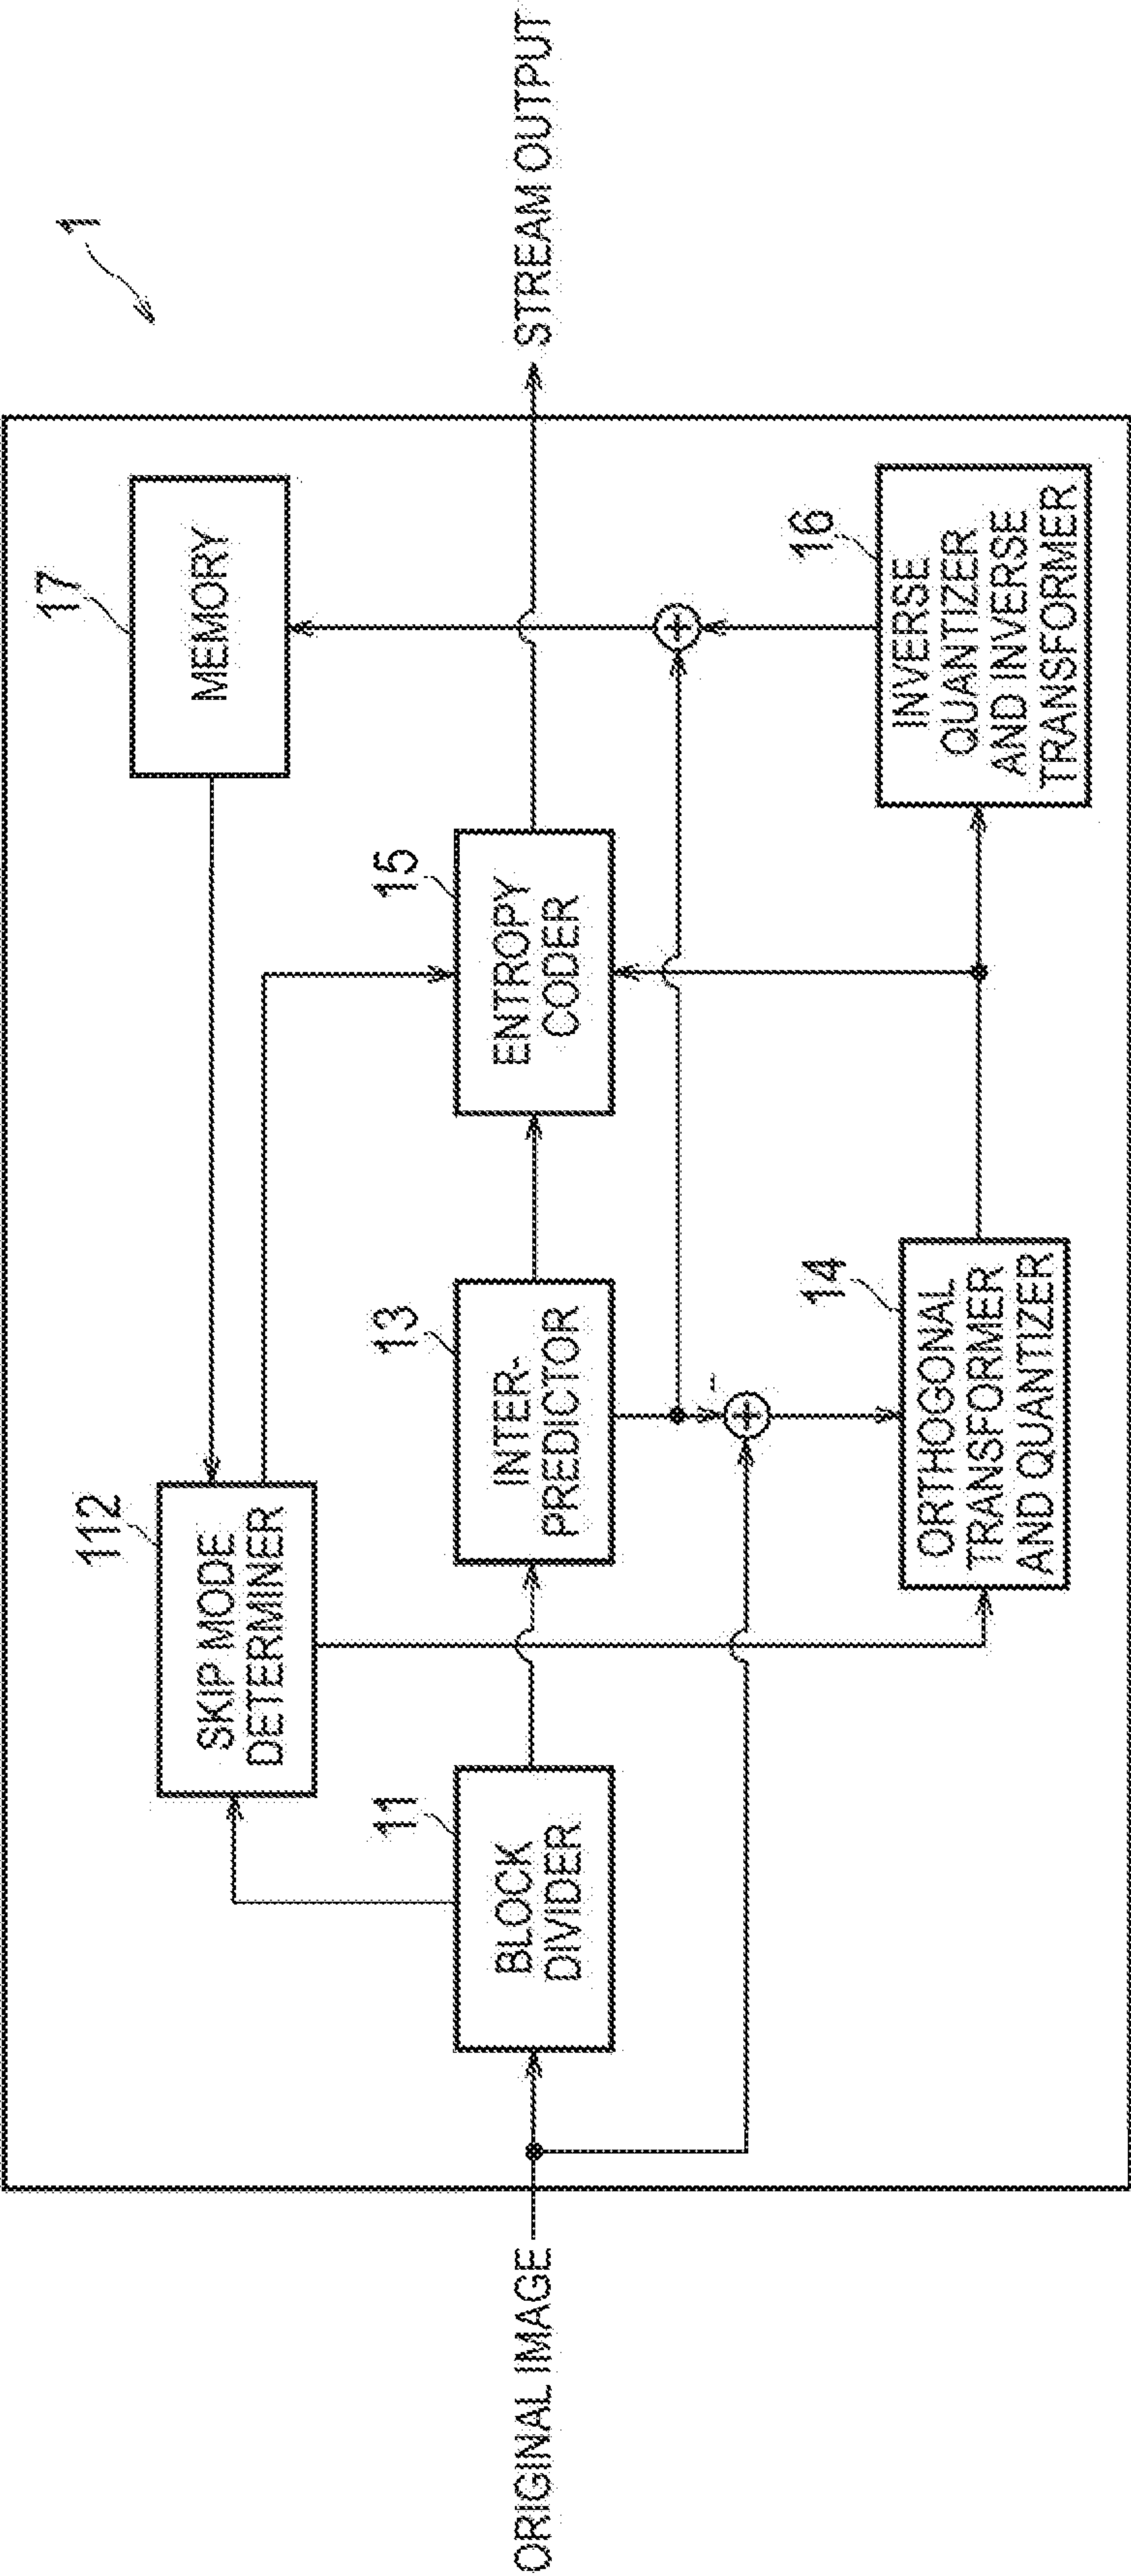 1
17
MEMORY
112
SKIP MODE
DETERMINER
11
BLOCK
DIVIDER
13
INTER-
PREDICTOR
15
ENTROPY
CODER
ORIGINAL IMAGE
STREAM OUTPUT
-
+
+
14
ORTHOGONAL
TRANSFORMER
AND QUANTIZER
16
INVERSE
QUANTIZER
AND INVERSE
TRANSFORMER